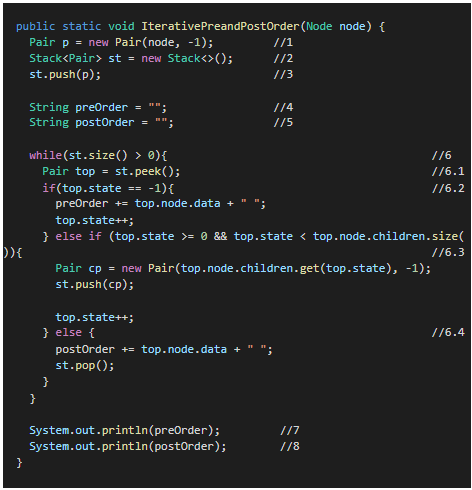 public static void IterativePreandPostOrder(Node node) {
Pair p = new Pair(node, -1); //1
Stack<Pair> st = new Stack<>(); //2
st.push(p); //3
String preOrder = ""; //4
String postOrder = ""; //5
while(st.size() > 0){ //6
Pair top = st.peek(); //6.1
if(top.state == -1){ //6.2
preOrder += top.node.data + " ";
top.state++;
} else if (top.state >= 0 && top.state < top.node.children.size(
)){ //6.3
Pair cp = new Pair(top.node.children.get(top.state), -1);
st.push(cp);
top.state++;
} else { //6.4
postOrder += top.node.data + " ";
st.pop();
}
}
System.out.println(preOrder); //7
System.out.println(postOrder); //8
}